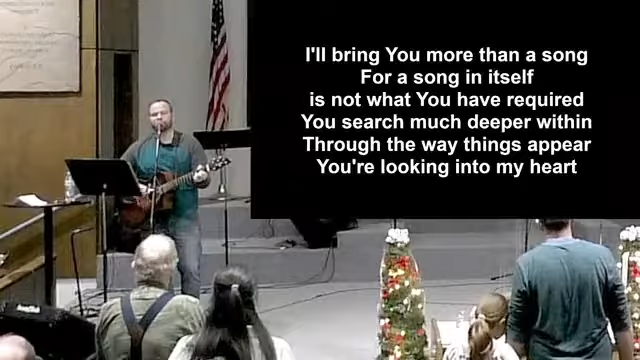 I'll bring You more than a song
For a song in itself
is not what You have required
You search much deeper within
Through the way things appear
You're looking into my heart